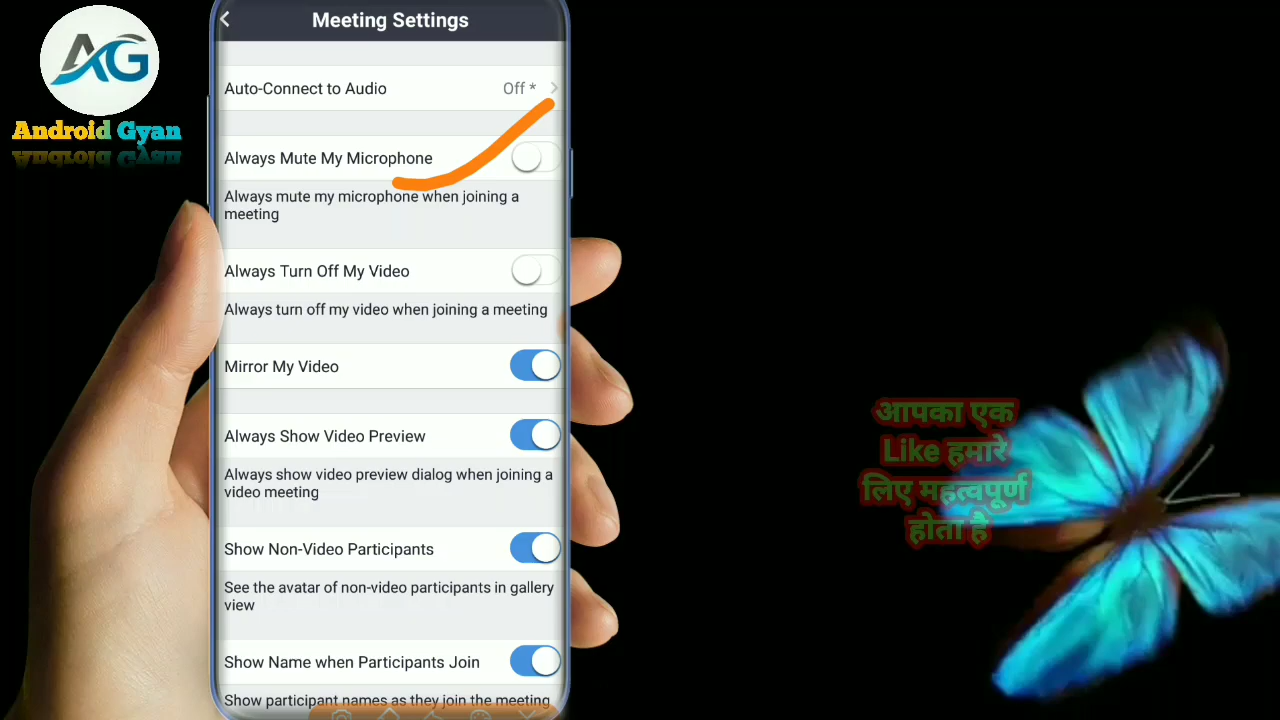 AG
Android Gyan
Meeting Settings
Auto-Connect to Audio Off *
Always Mute My Microphone
Always mute my microphone when joining a
meeting
Always Turn Off My Video
Always turn off my video when joining a meeting
Mirror My Video
Always Show Video Preview
Always show video preview dialog when joining a
video meeting
Show Non-Video Participants
See the avatar of non-video participants in gallery
view
Show Name when Participants Join
Show participant names as they join the meeting
आपका एक
Like हमारे
लिए महत्वपूर्ण
होता है